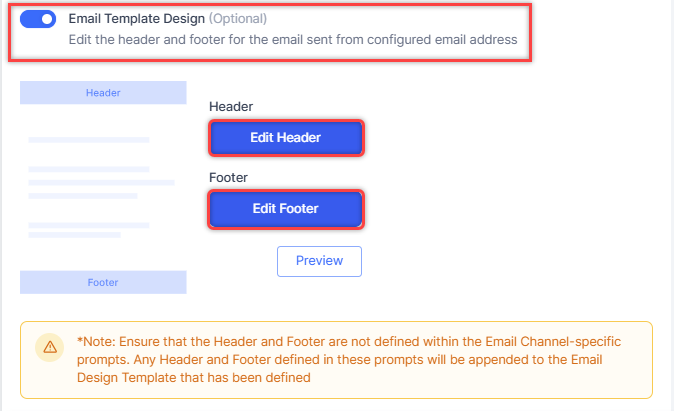 Email Template Design (Optional)
Edit the header and footer for the email sent from configured email address
Header
Header
Edit Header
Footer
Edit Footer
Preview
Footer
*Note: Ensure that the Header and Footer are not defined within the Email Channel-specific
prompts. Any Header and Footer defined in these prompts will be appended to the Email
Design Template that has been defined